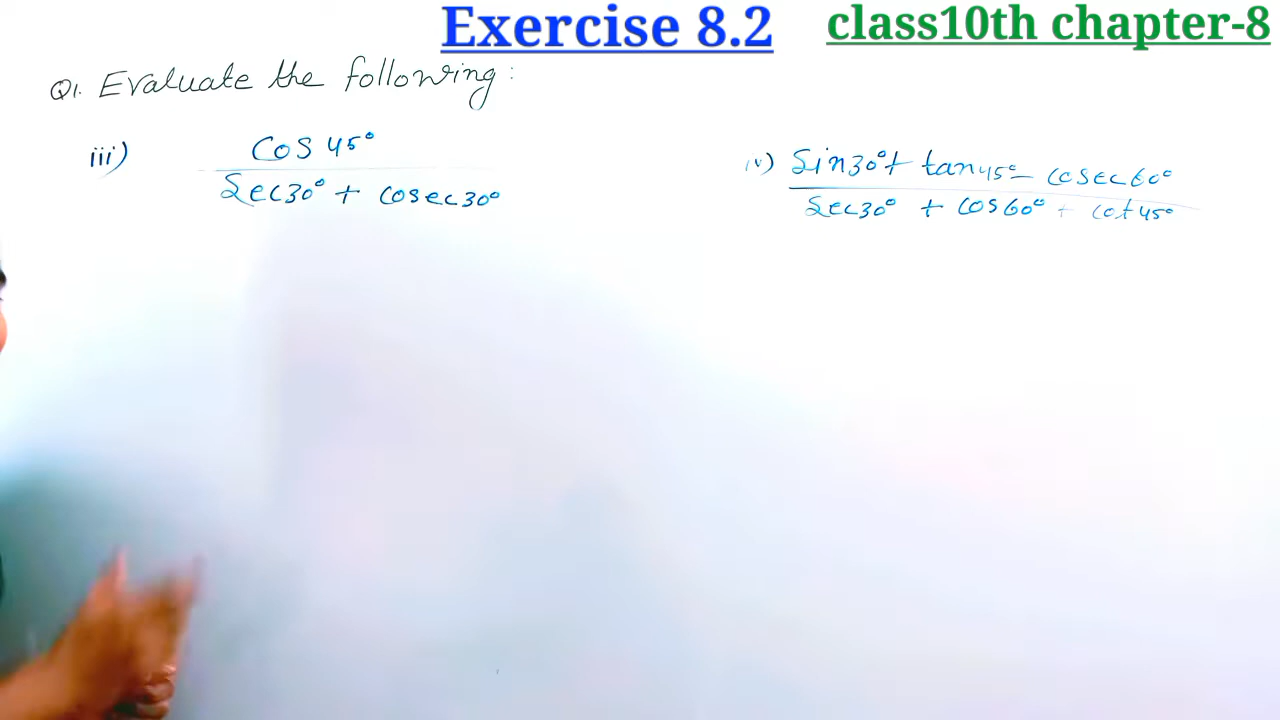 Exercise 8.2 class10th chapter-8
Q1. Evaluate the following:
iii) Cos 45°
Sec30° + cosec30°
iv) Sin30° + tan45° - cosec60°
Sec30° + cos60° + cot45°